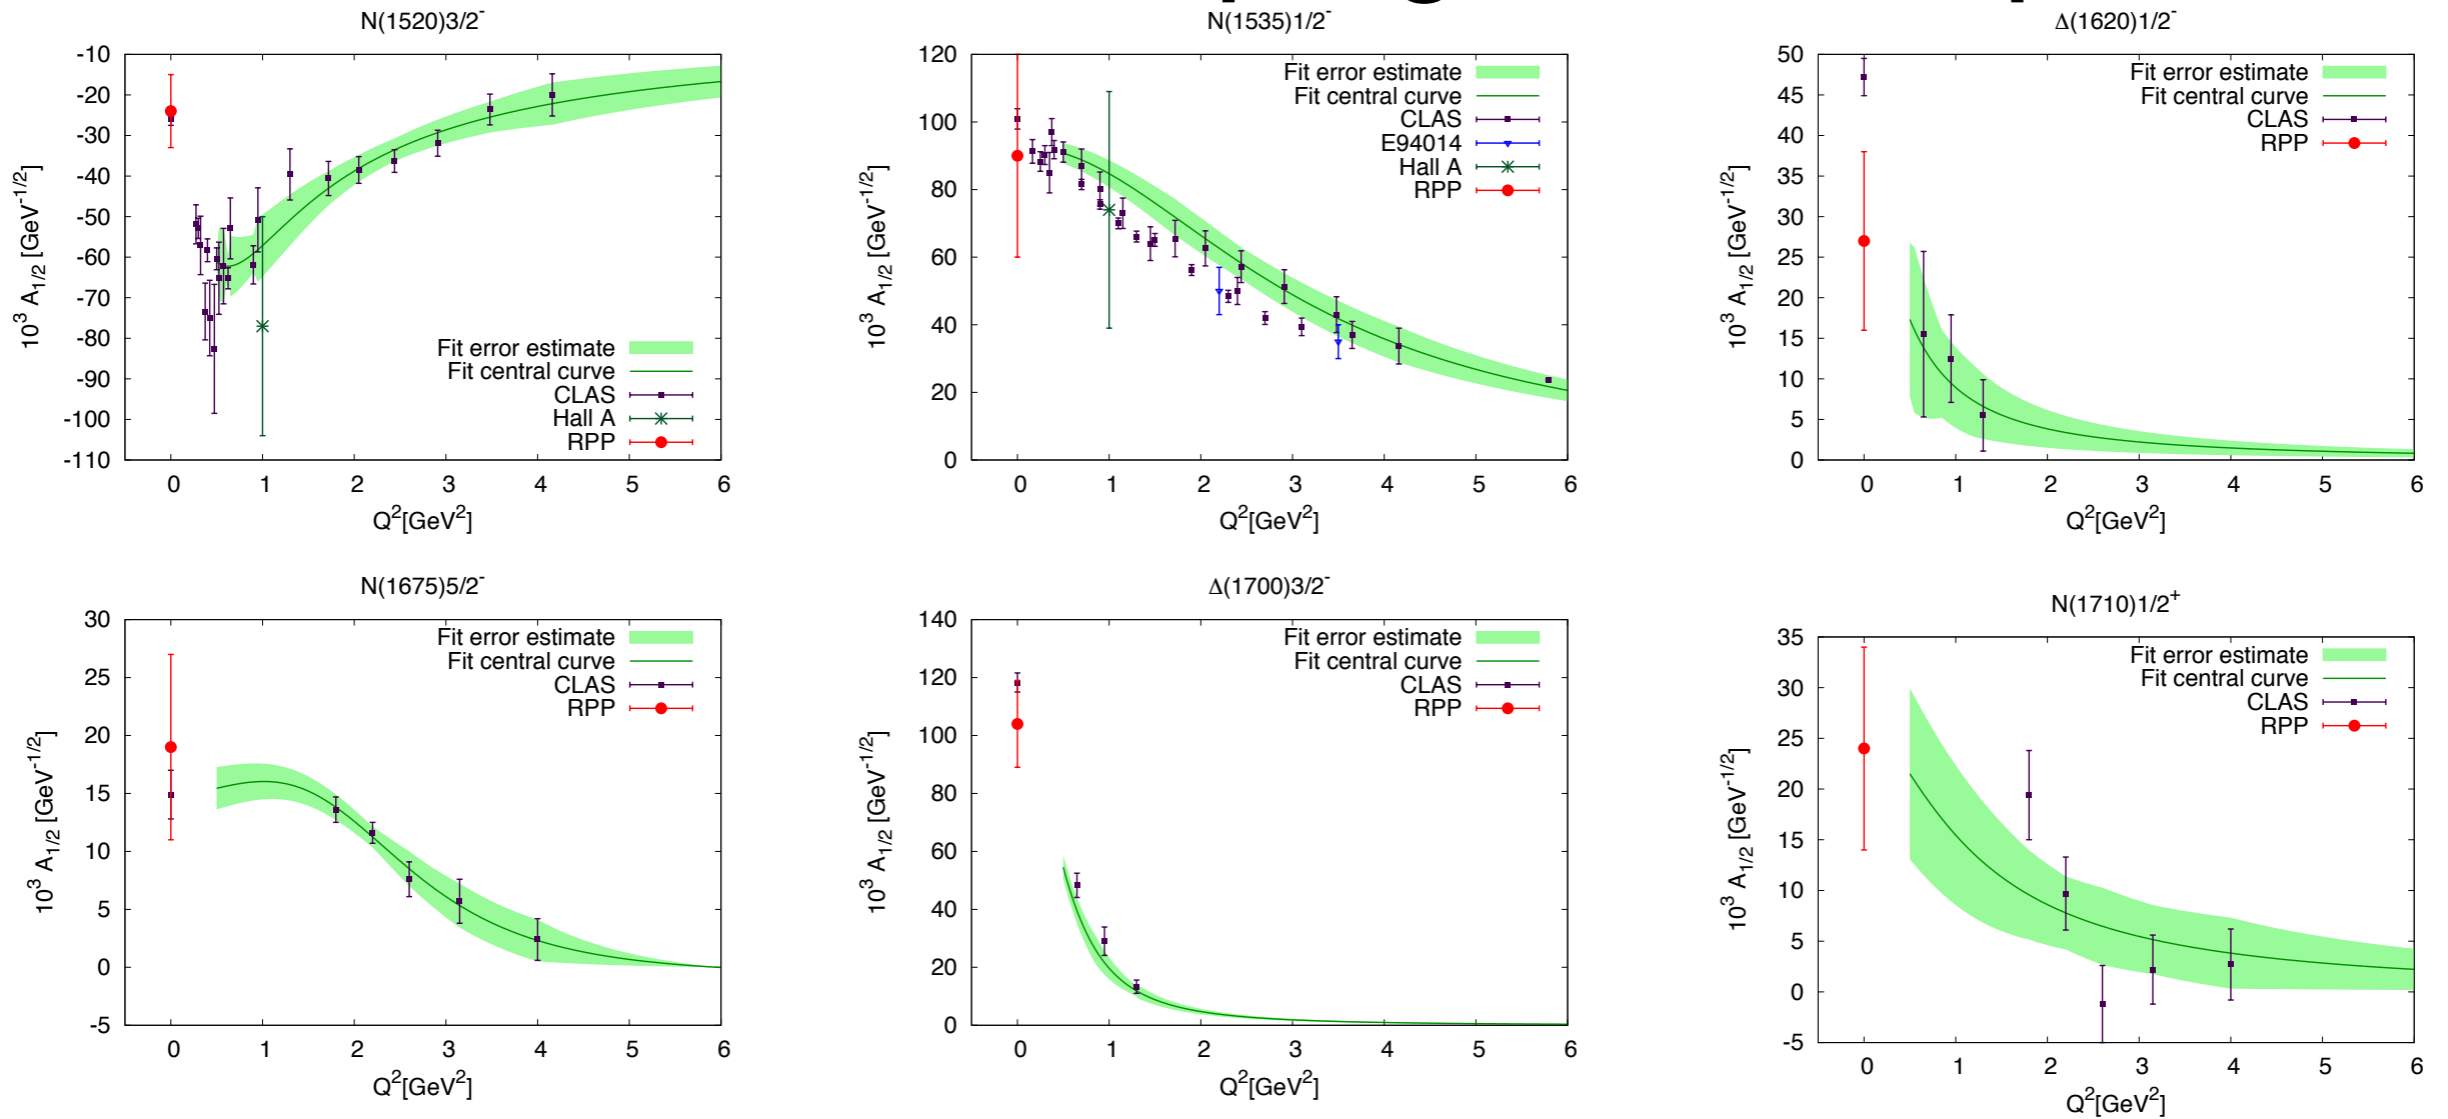 N(1520)3/2⁻
-10
-20
-30
-40
-50
-60
-70
-80
-90
-100
-110
10³ A₁/₂ [GeV⁻¹/²]
Fit error estimate
Fit central curve
CLAS
Hall A
RPP
0 1 2 3 4 5 6
Q²[GeV²]
N(1535)1/2⁻
120
100
80
60
40
20
0
10³ A₁/₂ [GeV⁻¹/²]
Fit error estimate
Fit central curve
CLAS
E94014
Hall A
RPP
0 1 2 3 4 5 6
Q²[GeV²]
Δ(1620)1/2⁻
50
45
40
35
30
25
20
15
10
5
0
10³ A₁/₂ [GeV⁻¹/²]
Fit error estimate
Fit central curve
CLAS
RPP
0 1 2 3 4 5 6
Q²[GeV²]
N(1675)5/2⁻
30
25
20
15
10
5
0
-5
10³ A₁/₂ [GeV⁻¹/²]
Fit error estimate
Fit central curve
CLAS
RPP
0 1 2 3 4 5 6
Q²[GeV²]
Δ(1700)3/2⁻
140
120
100
80
60
40
20
0
10³ A₁/₂ [GeV⁻¹/²]
Fit error estimate
Fit central curve
CLAS
RPP
0 1 2 3 4 5 6
Q²[GeV²]
N(1710)1/2⁺
35
30
25
20
15
10
5
0
-5
10³ A₁/₂ [GeV⁻¹/²]
Fit error estimate
Fit central curve
CLAS
RPP
0 1 2 3 4 5 6
Q²[GeV²]